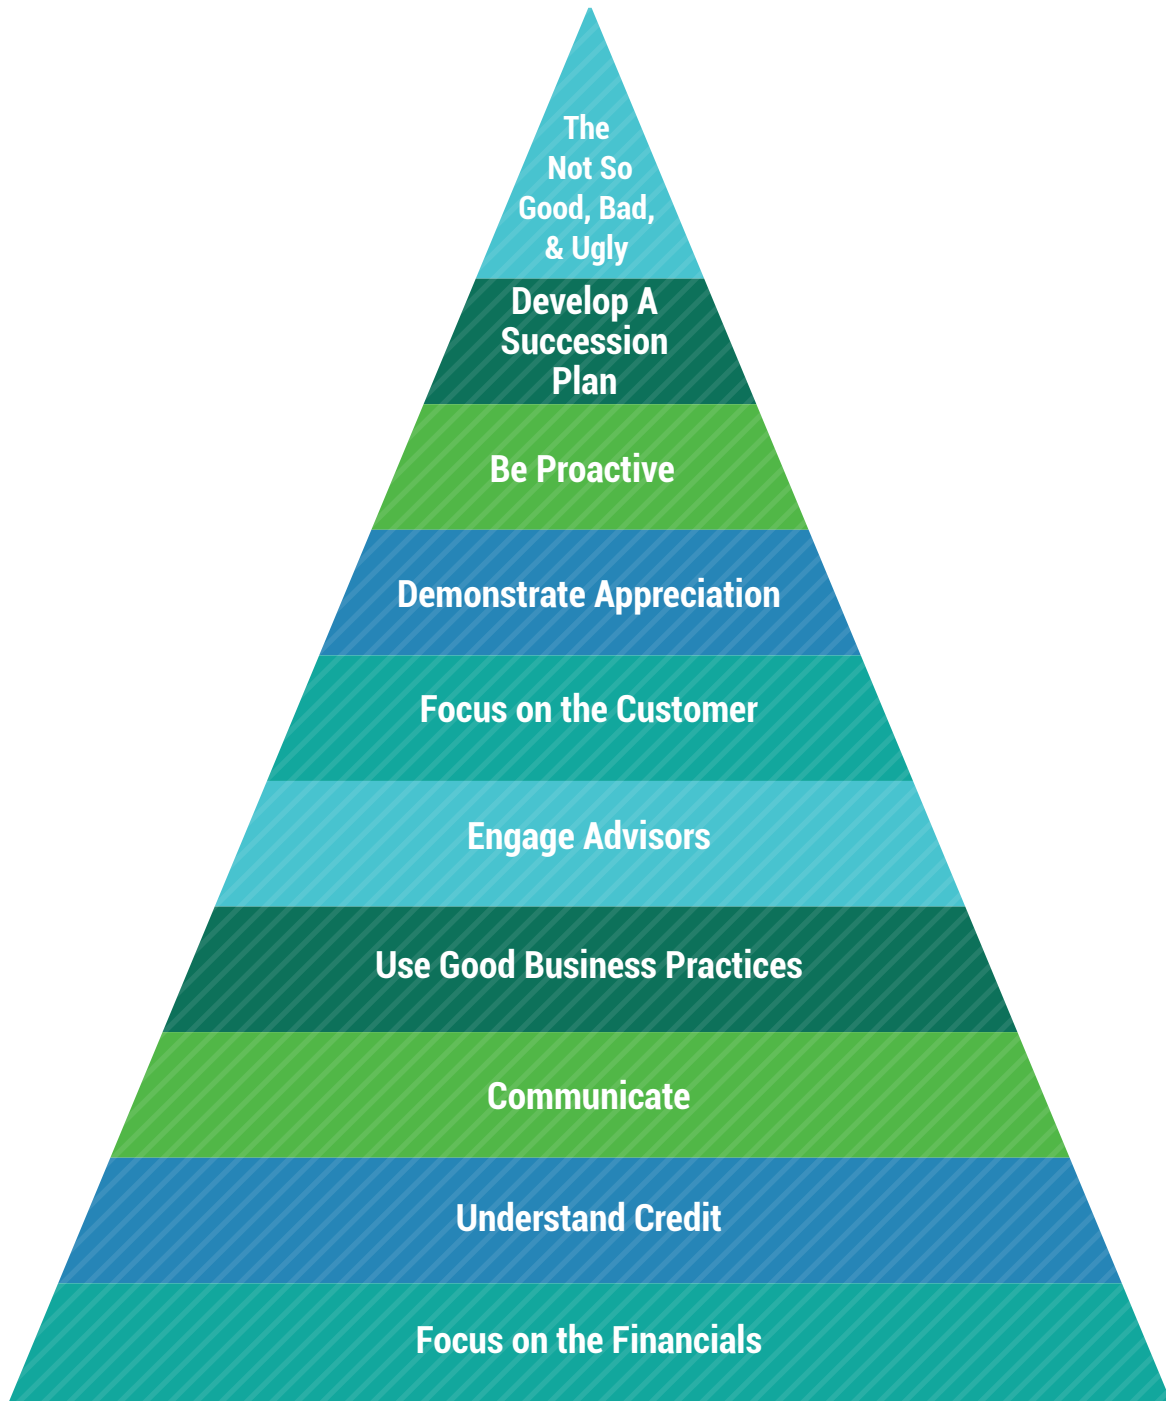 The
Not So
Good, Bad,
& Ugly
Develop A
Succession
Plan
Be Proactive
Demonstrate Appreciation
Focus on the Customer
Engage Advisors
Use Good Business Practices
Communicate
Understand Credit
Focus on the Financials